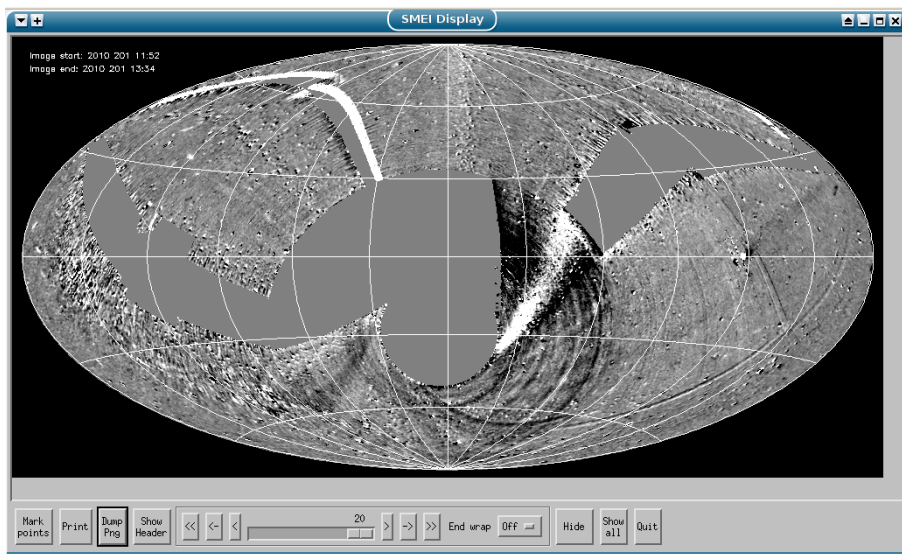 SMEI Display
Image start: 2010 201 11:52
Image end: 2010 201 13:34
Mark points
Print
Dump Png
Show Header
<<
<-
<
20
>
->
>>
End wrap
Off
Hide
Show all
Quit